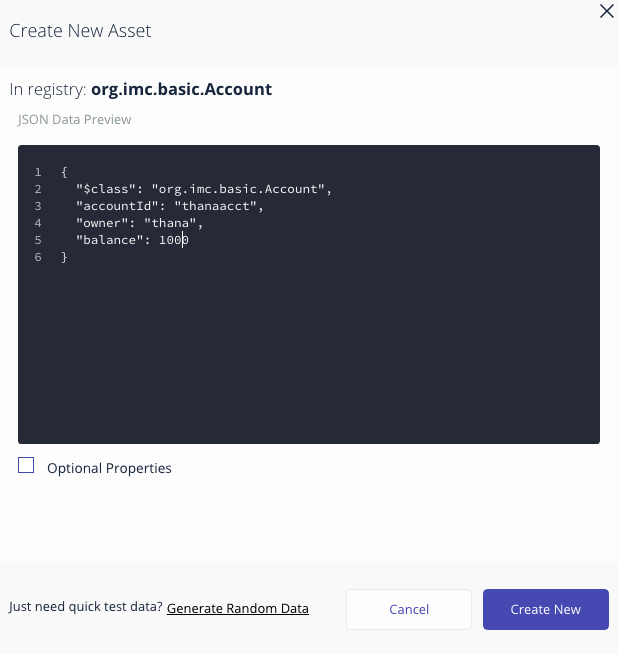 Create New Asset
In registry: org.imc.basic.Account
JSON Data Preview
1 {
2 "$class": "org.imc.basic.Account",
3 "accountId": "thanaacct",
4 "owner": "thana",
5 "balance": 1000
6 }
Optional Properties
Just need quick test data? Generate Random Data
Cancel
Create New